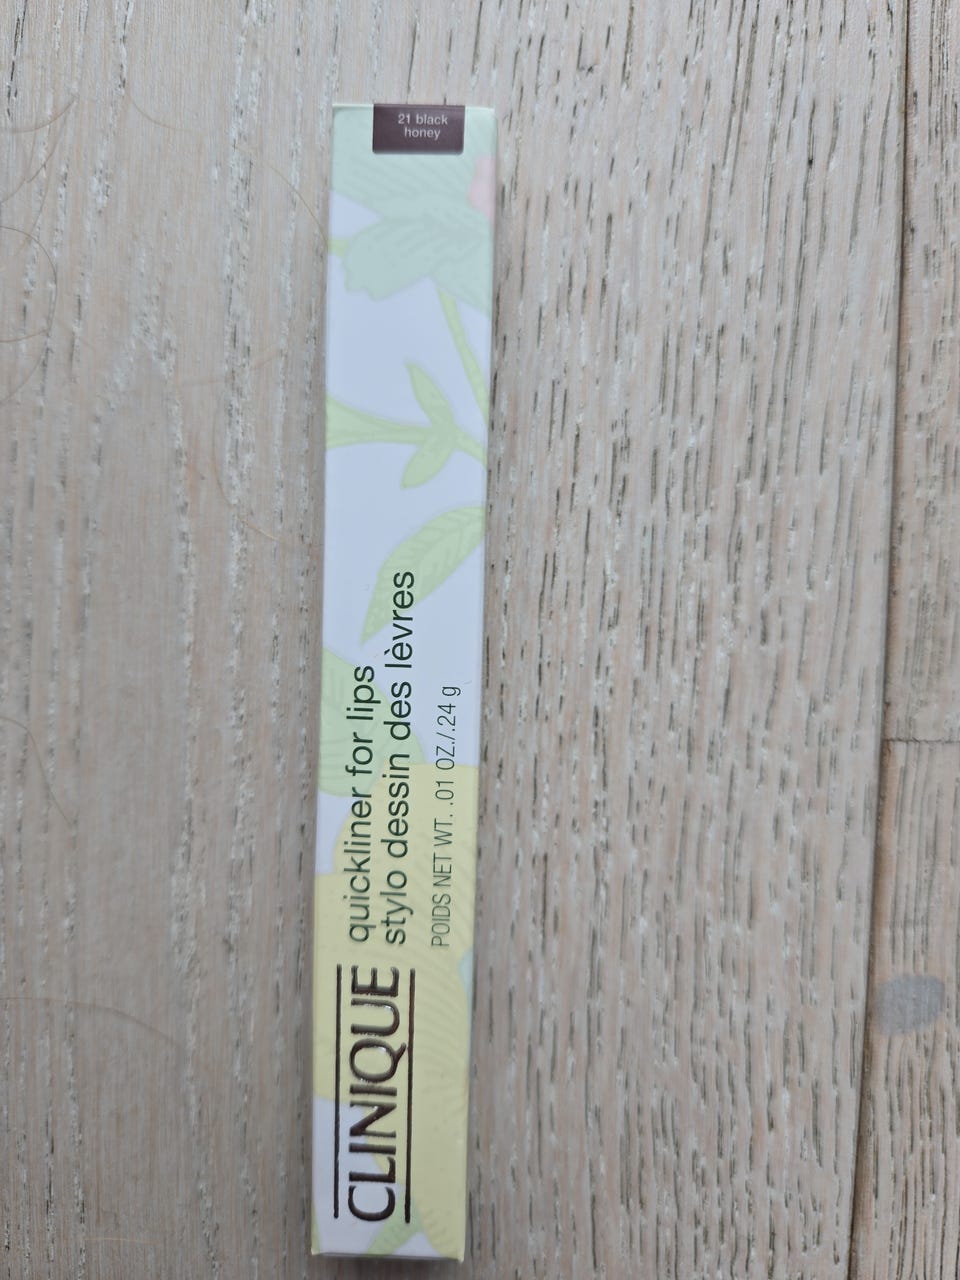 21 black
honey
CLINIQUE
quickliner for lips
stylo dessin des lèvres
POIDS NET WT. .01 OZ./.24 g